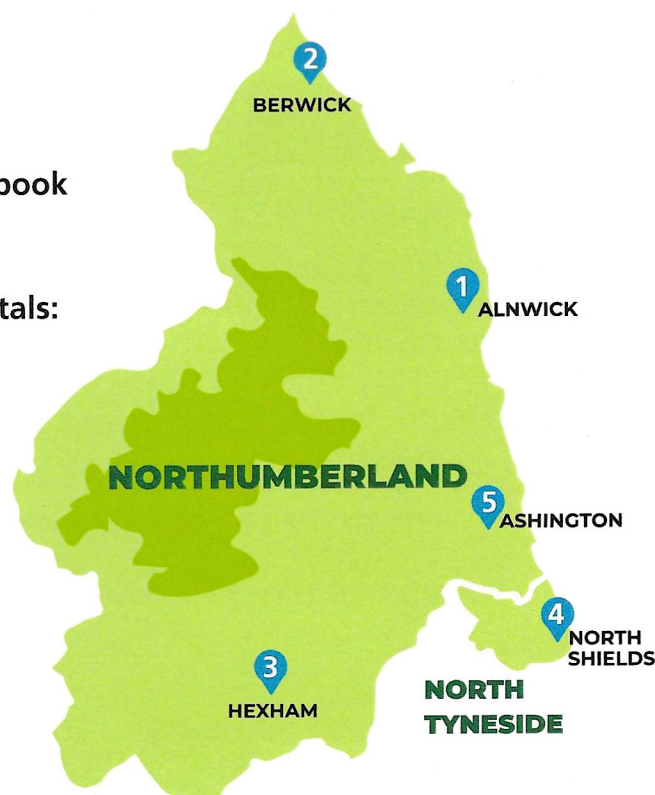 2
BERWICK
book
tals:
1
ALNWICK
NORTHUMBERLAND
5
ASHINGTON
4
NORTH
SHIELDS
3
HEXHAM
NORTH
TYNESIDE